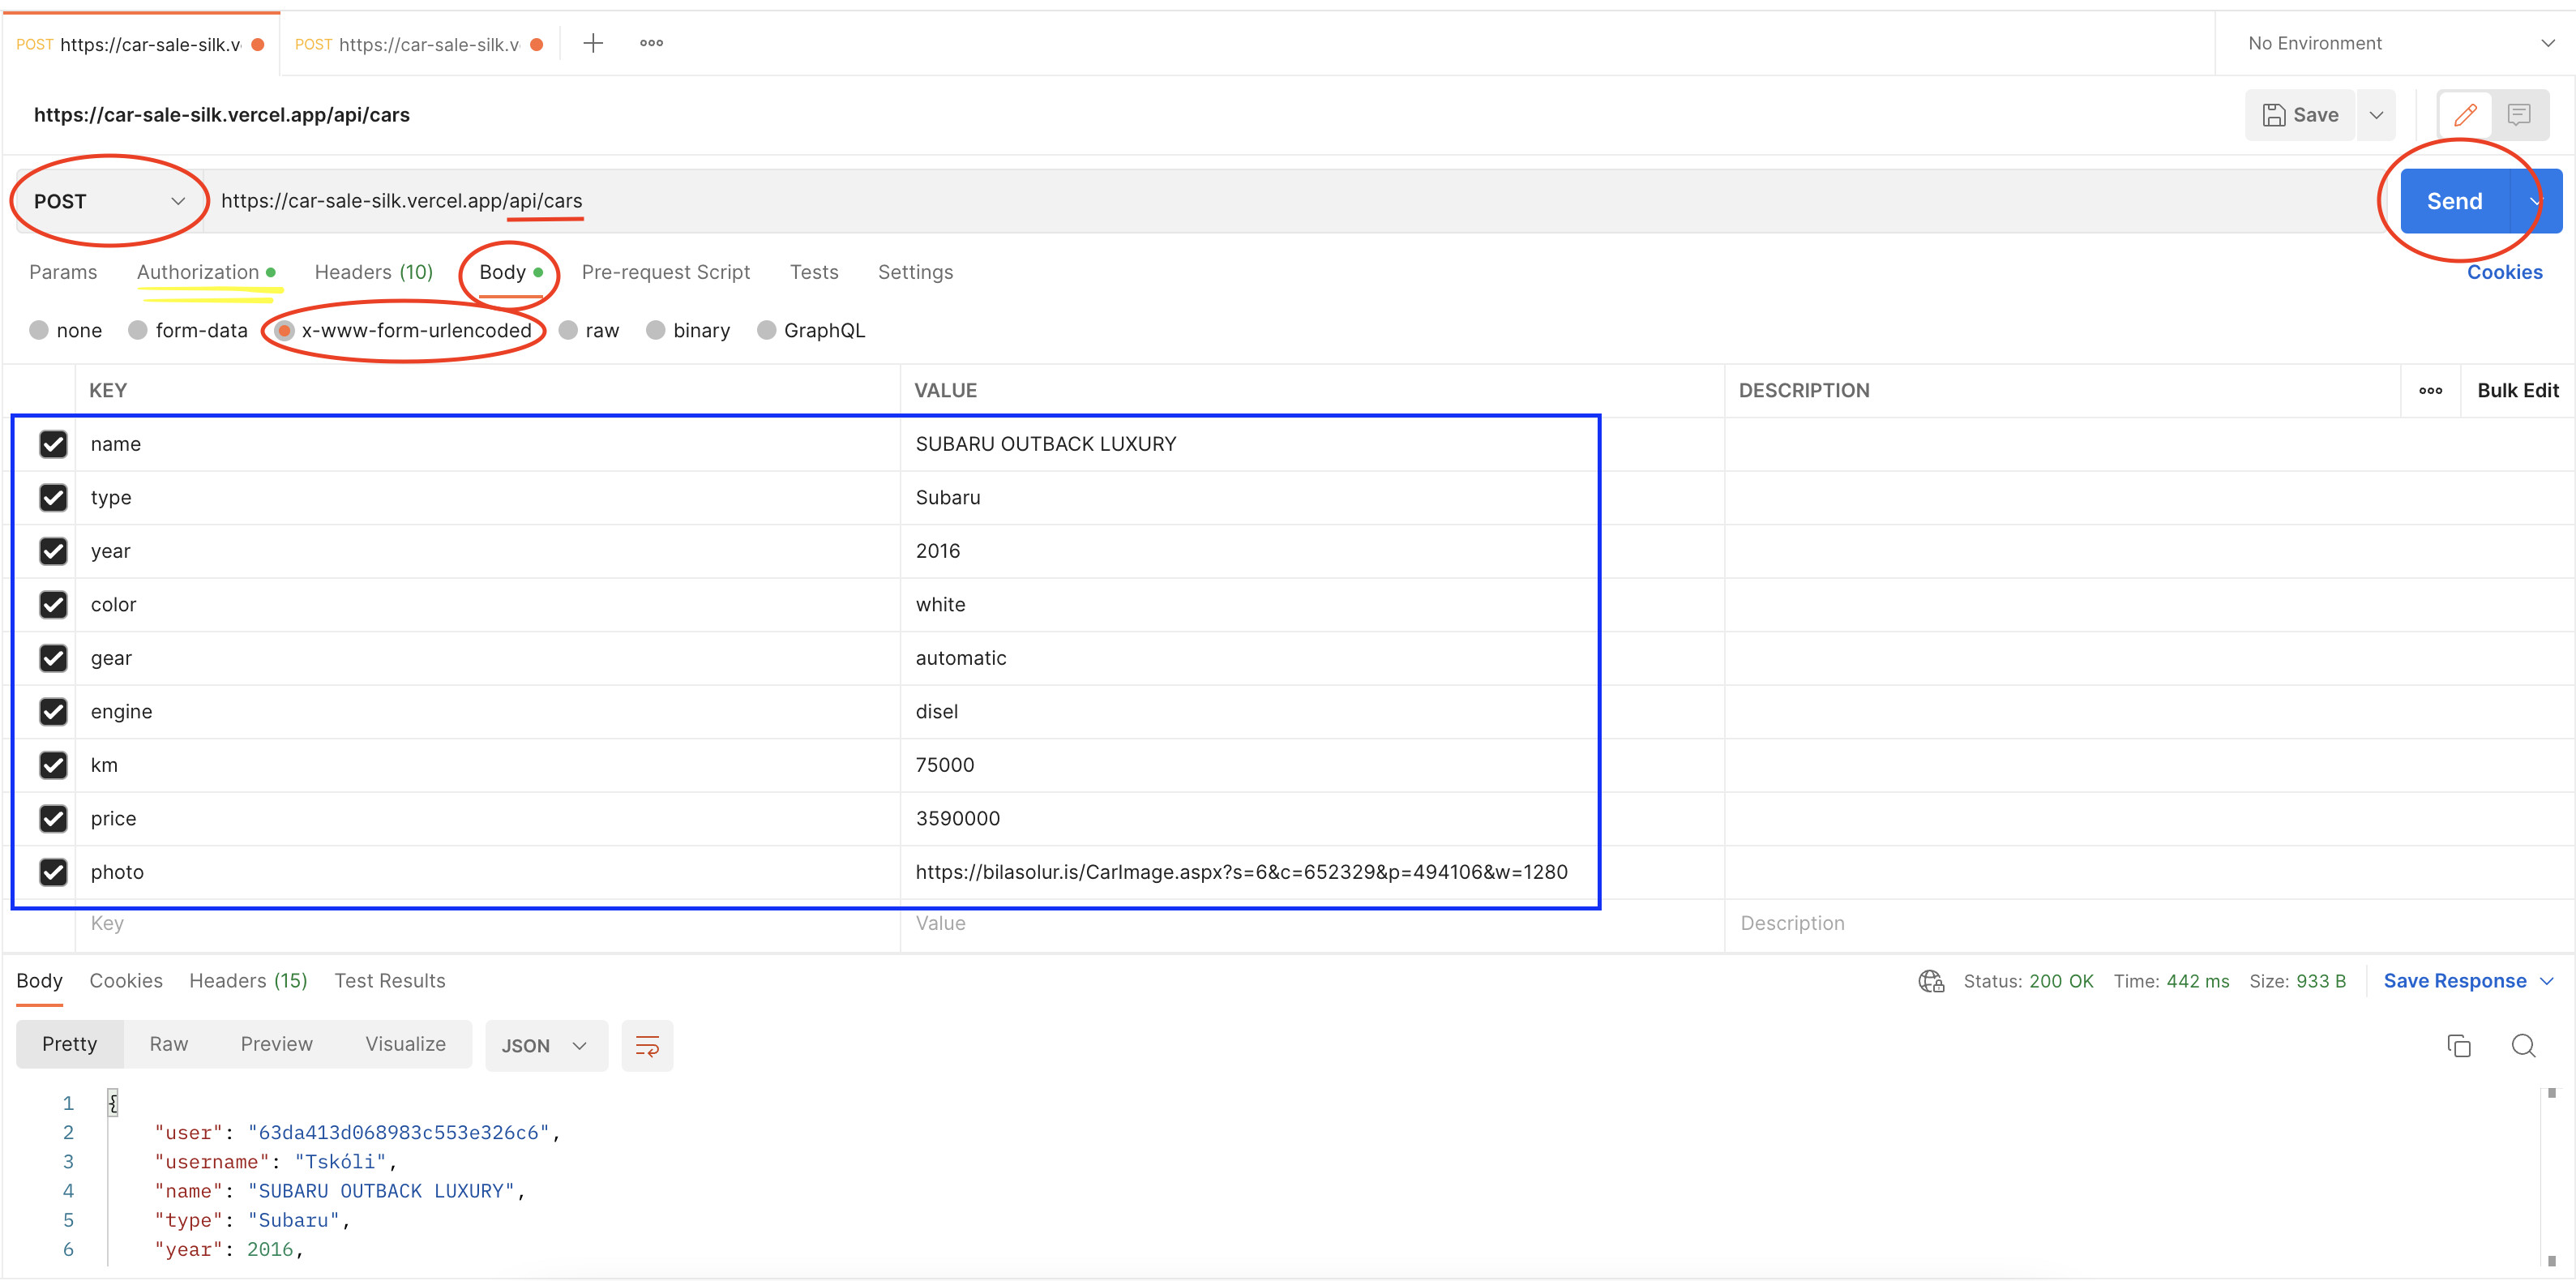 POST https://car-sale-silk.v POST https://car-sale-silk.v No Environment
https://car-sale-silk.vercel.app/api/cars Save
POST https://car-sale-silk.vercel.app/api/cars Send
Params Authorization Headers (10) Body Pre-request Script Tests Settings Cookies
none form-data x-www-form-urlencoded raw binary GraphQL
KEY VALUE DESCRIPTION Bulk Edit
name SUBARU OUTBACK LUXURY
type Subaru
year 2016
color white
gear automatic
engine disel
km 75000
price 3590000
photo https://bilasolur.is/CarImage.aspx?s=6&c=652329&p=494106&w=1280
Key Value Description
Body Cookies Headers (15) Test Results Status: 200 OK Time: 442 ms Size: 933 B Save Response
Pretty Raw Preview Visualize JSON
1 {
2 "user": "63da413d068983c553e326c6",
3 "username": "Tskóli",
4 "name": "SUBARU OUTBACK LUXURY",
5 "type": "Subaru",
6 "year": 2016,